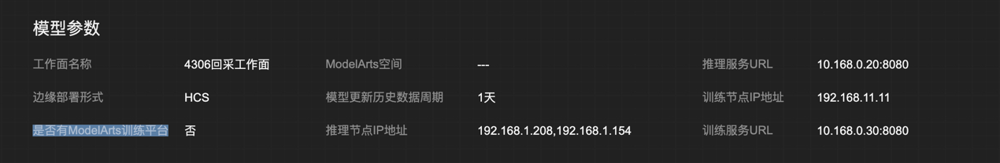 模型参数
工作面名称 4306回采工作面 ModelArts空间 --- 推理服务URL 10.168.0.20:8080
边缘部署形式 HCS 模型更新历史数据周期 1天 训练节点IP地址 192.168.11.11
是否有ModelArts训练平台 否 推理节点IP地址 192.168.1.208,192.168.1.154 训练服务URL 10.168.0.30:8080